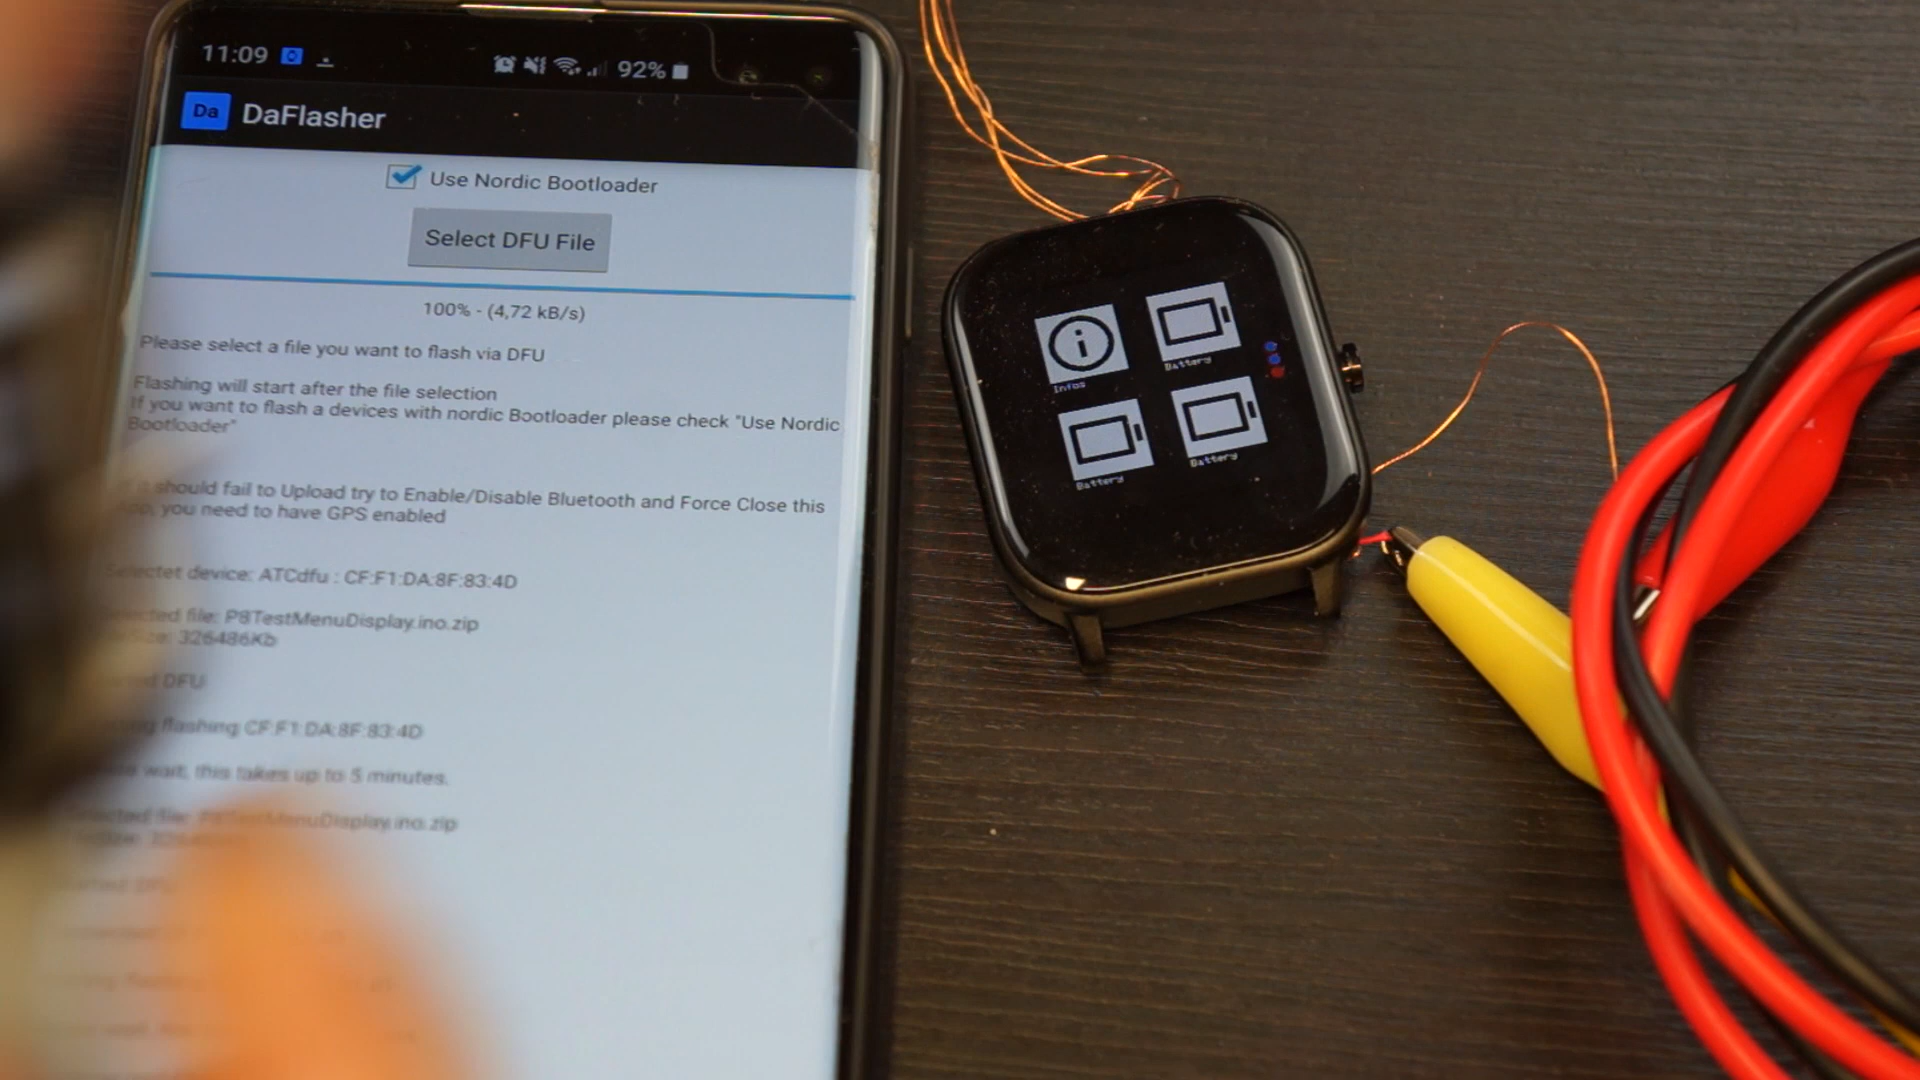 11:09
92%
Da DaFlasher
Use Nordic Bootloader
Select DFU File
100% - (4,72 kB/s)
Please select a file you want to flash via DFU
Flashing will start after the file selection
If you want to flash a devices with nordic Bootloader please check "Use Nordic
Bootloader"
should fail to Upload try to Enable/Disable Bluetooth and Force Close this
you need to have GPS enabled
device: ATCdfu : CF:F1:DA:8F:83:4D
file: P8TestMenuDisplay.ino.zip
326486Kb
DFU
flashing CF:F1:DA:8F:83:4D
wait, this takes up to 5 minutes.
file:
Infos
Battery
Battery
Battery